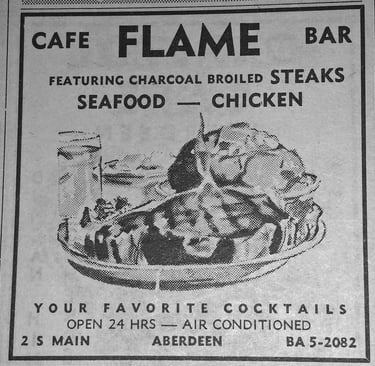 CAFE FLAME BAR
FEATURING CHARCOAL BROILED STEAKS
SEAFOOD — CHICKEN
YOUR FAVORITE COCKTAILS
OPEN 24 HRS — AIR CONDITIONED
2 S MAIN ABERDEEN BA 5-2082